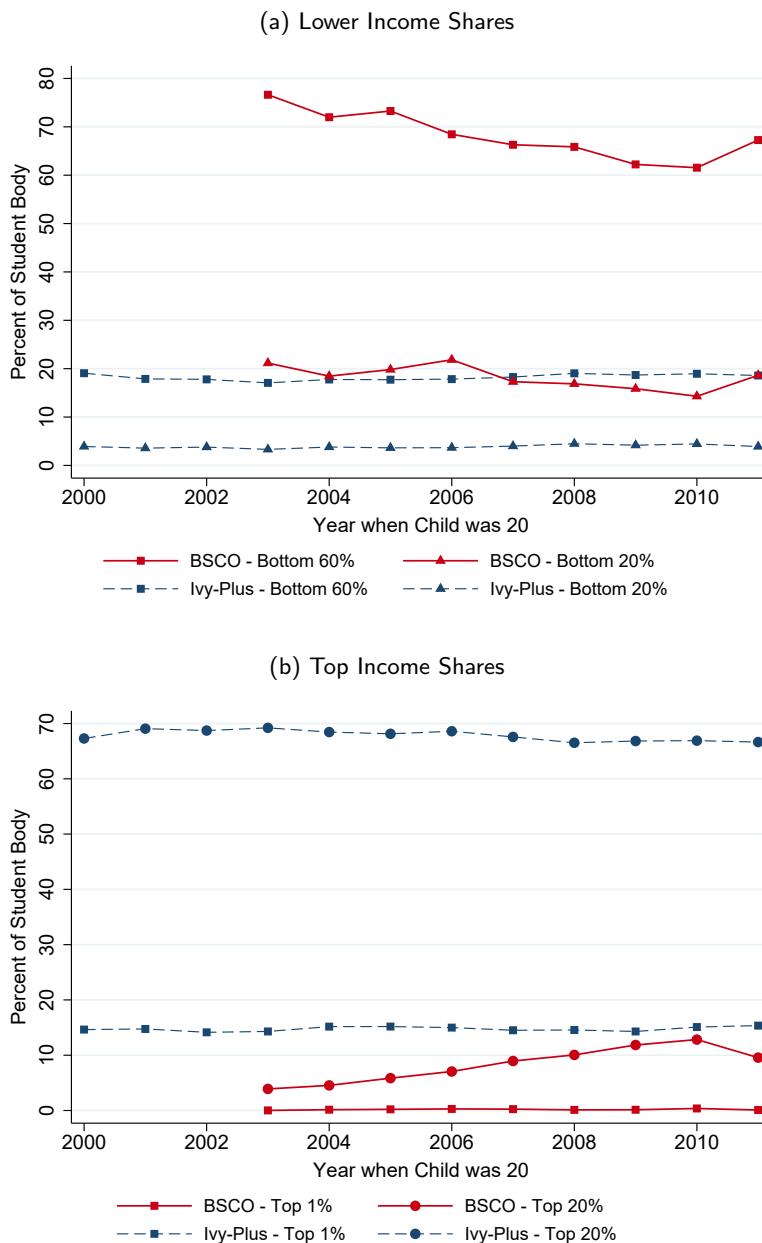 (a) Lower Income Shares
80
70
60
50
40
30
20
10
0
Percent of Student Body
2000 2002 2004 2006 2008 2010
Year when Child was 20
BSCO - Bottom 60% BSCO - Bottom 20%
Ivy-Plus - Bottom 60% Ivy-Plus - Bottom 20%
(b) Top Income Shares
70
60
50
40
30
20
10
0
Percent of Student Body
2000 2002 2004 2006 2008 2010
Year when Child was 20
BSCO - Top 1% BSCO - Top 20%
Ivy-Plus - Top 1% Ivy-Plus - Top 20%